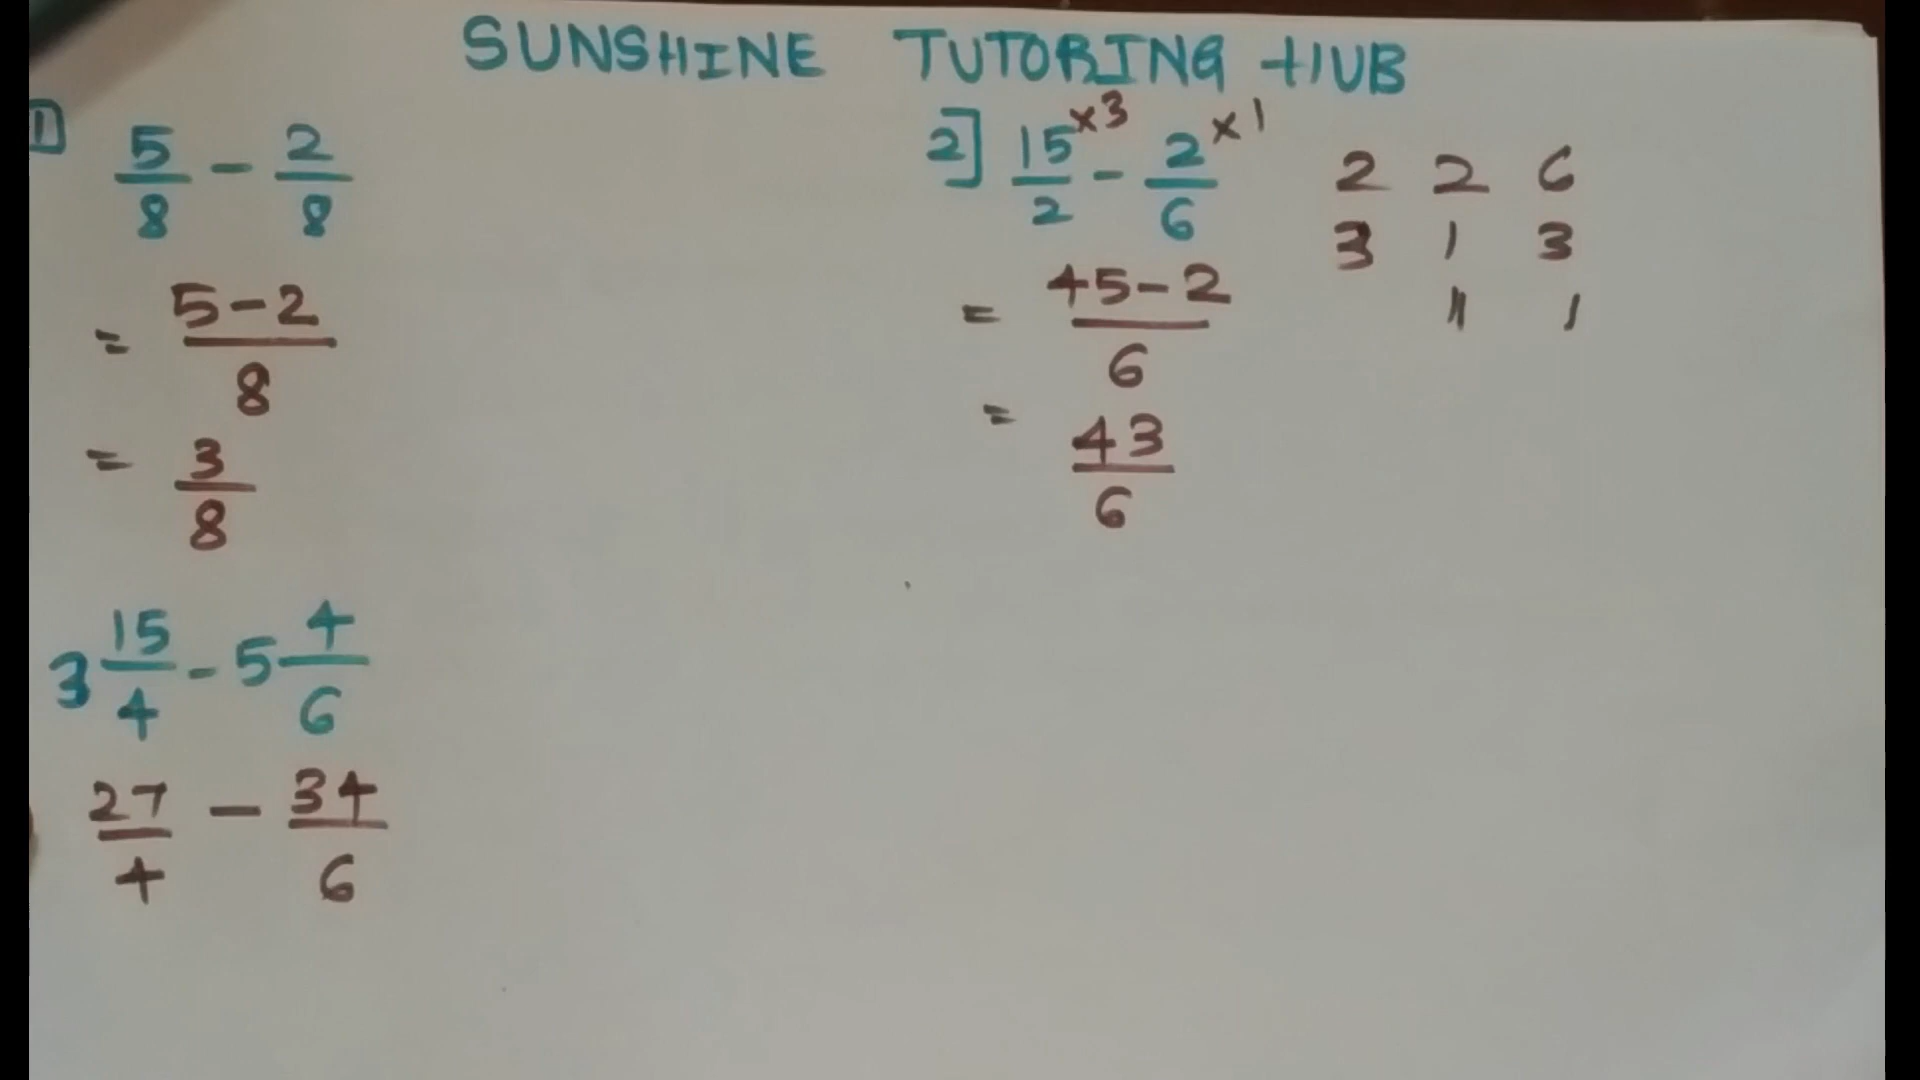 SUNSHINE TUTORING HUB
1] 5/8 - 2/8
= 5-2/8
= 3/8
2] 15/2 ×3 - 2/6 ×1
= 45-2/6
= 43/6
2 2 6
3 1 3
1 1
3 15/4 - 5 4/6
27/4 - 34/6